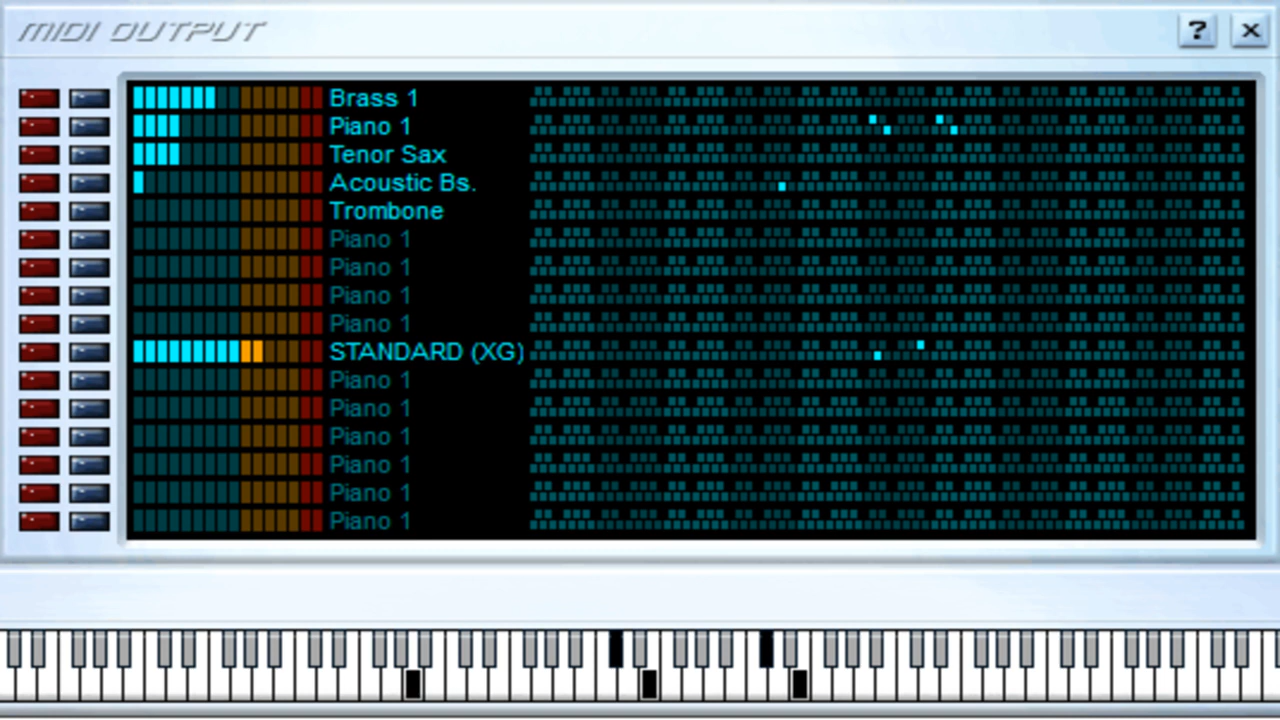 MIDI OUTPUT
? ×
Brass 1
Piano 1
Tenor Sax
Acoustic Bs.
Trombone
Piano 1
Piano 1
Piano 1
Piano 1
STANDARD (XG)
Piano 1
Piano 1
Piano 1
Piano 1
Piano 1
Piano 1